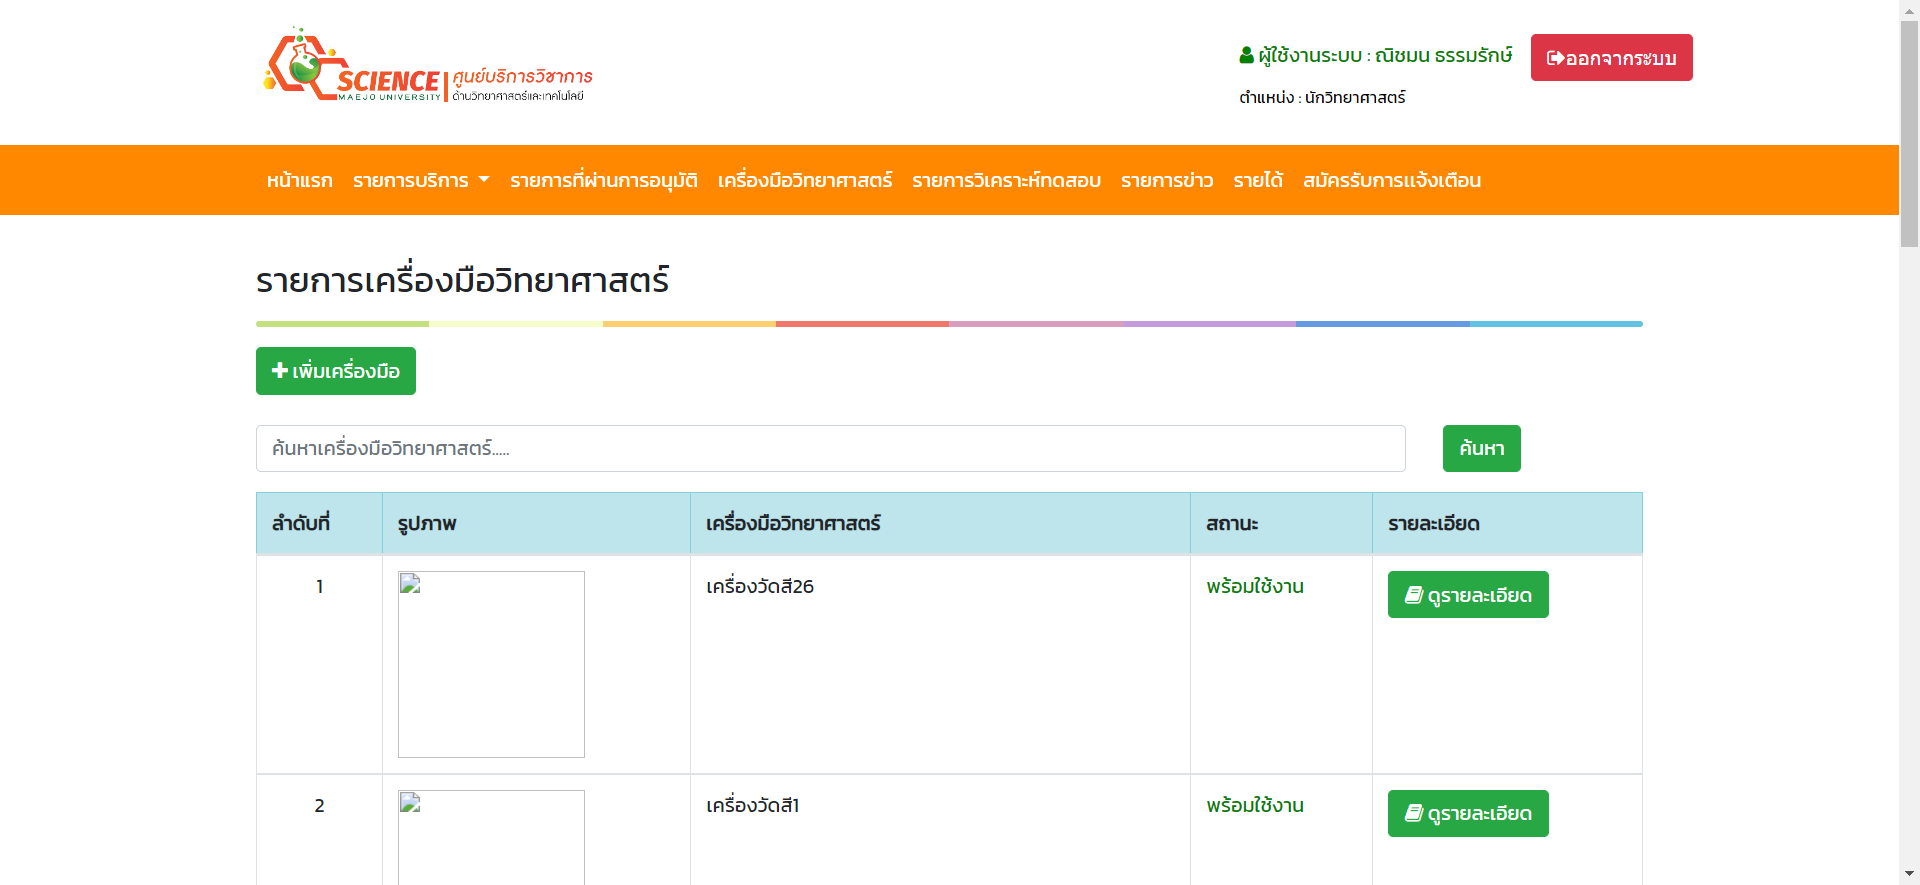 SCIENCE
MAEJO UNIVERSITY
ศูนย์บริการวิชาการ
ด้านวิทยาศาสตร์และเทคโนโลยี
ผู้ใช้งานระบบ : ณิชมน ธรรมรักษ์
ออกจากระบบ
ตำแหน่ง : นักวิทยาศาสตร์
หน้าแรก รายการบริการ รายการที่ผ่านการอนุมัติ เครื่องมือวิทยาศาสตร์ รายการวิเคราะห์ทดสอบ รายการข่าว รายได้ สมัครรับการแจ้งเตือน
รายการเครื่องมือวิทยาศาสตร์
เพิ่มเครื่องมือ
ค้นหาเครื่องมือวิทยาศาสตร์.....
ค้นหา
ลำดับที่ รูปภาพ เครื่องมือวิทยาศาสตร์ สถานะ รายละเอียด
1 เครื่องวัดสี26 พร้อมใช้งาน ดูรายละเอียด
2 เครื่องวัดสี1 พร้อมใช้งาน ดูรายละเอียด